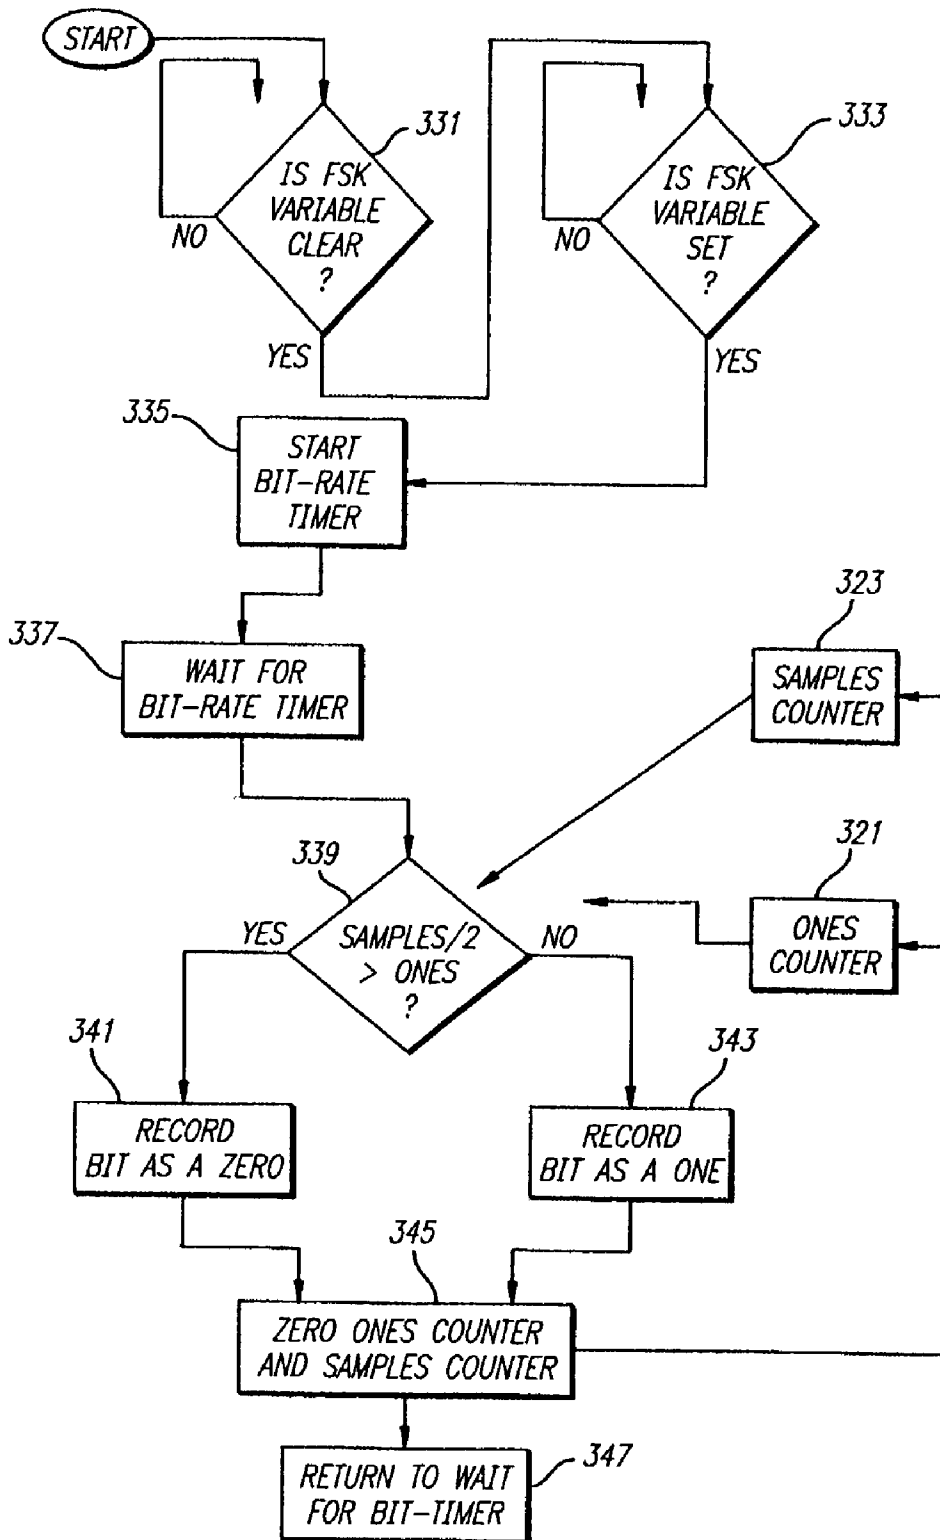 START
331
IS FSK
VARIABLE
CLEAR
?
NO
YES
333
IS FSK
VARIABLE
SET
?
NO
YES
335
START
BIT-RATE
TIMER
337
WAIT FOR
BIT-RATE TIMER
323
SAMPLES
COUNTER
321
ONES
COUNTER
339
YES
SAMPLES/2
> ONES
?
NO
341
RECORD
BIT AS A ZERO
343
RECORD
BIT AS A ONE
345
ZERO ONES COUNTER
AND SAMPLES COUNTER
347
RETURN TO WAIT
FOR BIT-TIMER